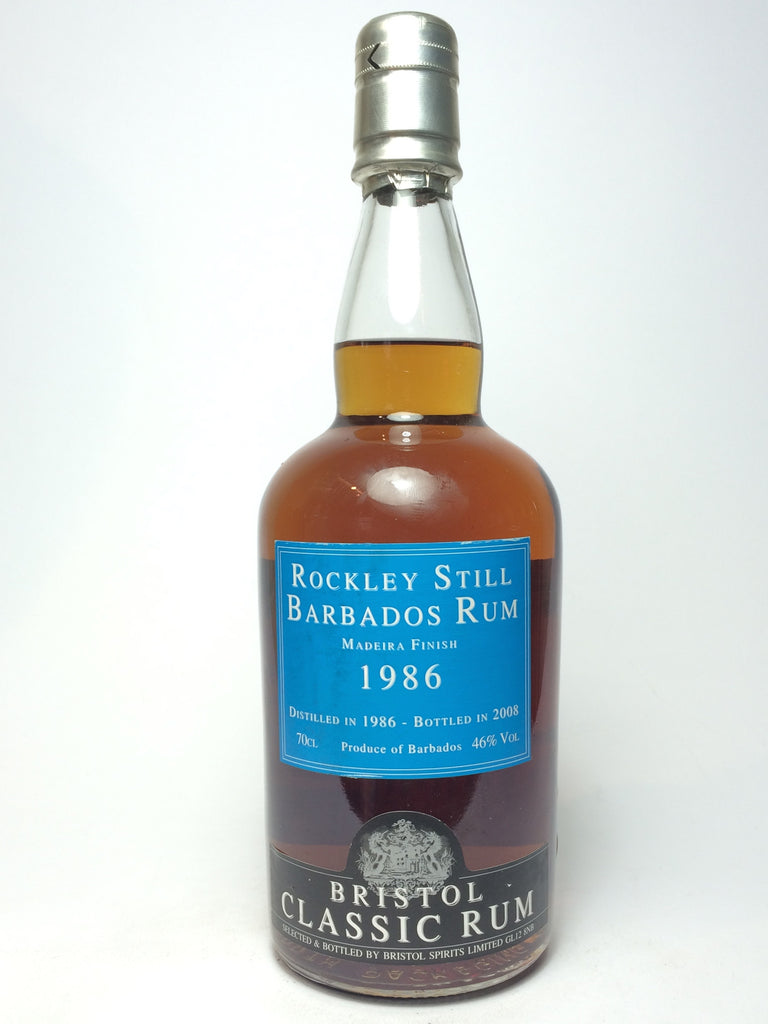 ROCKLEY STILL
BARBADOS RUM
MADEIRA FINISH
1986
DISTILLED IN 1986 - BOTTLED IN 2008
70CL Produce of Barbados 46% VOL
BRISTOL
CLASSIC RUM
SELECTED & BOTTLED BY BRISTOL SPIRITS LIMITED GL12 8NB